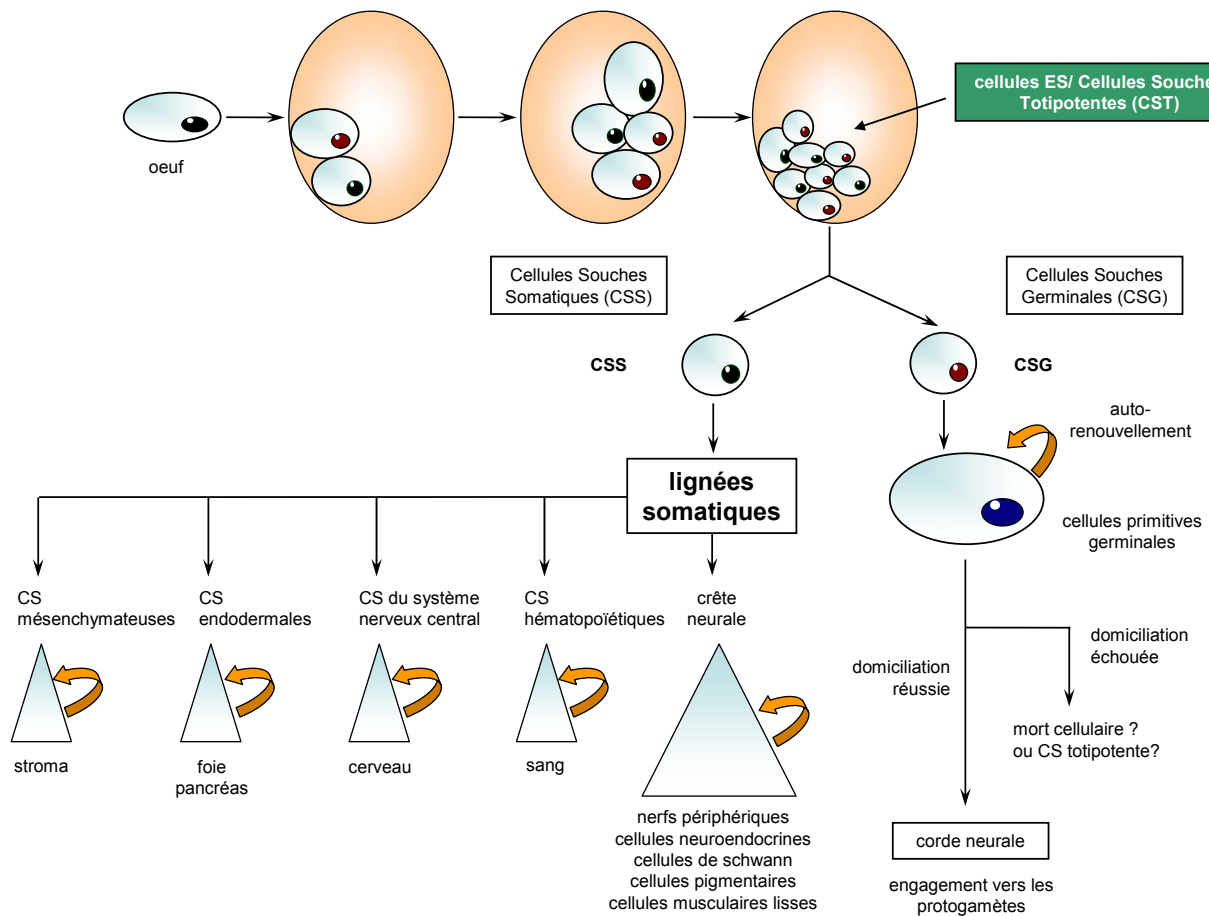 cellules ES/ Cellules Souche
Totipotentes (CST)
oeuf
Cellules Souches
Somatiques (CSS)
Cellules Souches
Germinales (CSG)
CSS
CSG
auto-
renouvellement
lignées
somatiques
cellules primitives
germinales
CS
mésenchymateuses
CS
endodermales
CS du système
nerveux central
CS
hématopoïétiques
crête
neurale
domiciliation
réussie
domiciliation
échouée
mort cellulaire ?
ou CS totipotente?
stroma
foie
pancréas
cerveau
sang
nerfs périphériques
cellules neuroendocrines
cellules de schwann
cellules pigmentaires
cellules musculaires lisses
corde neurale
engagement vers les
protogamètes